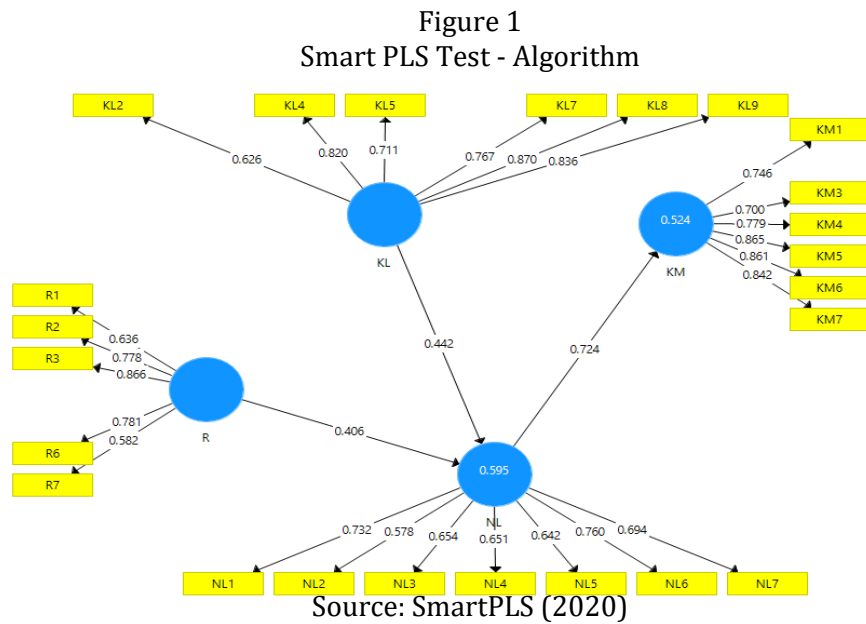 Figure 1
Smart PLS Test - Algorithm
KL2
KL4
KL5
KL7
KL8
KL9
KM1
0.626
0.820
0.711
0.767
0.870
0.836
0.746
KM3
0.700
KM4
0.779
KM5
0.865
KM6
0.861
KM7
0.842
0.524
KL
KM
R1
R2
R3
0.636
0.778
0.866
0.442
0.724
R6
R7
0.781
0.582
R
0.406
0.595
NL
0.732
0.578
0.654
0.651
0.642
0.760
0.694
NL1
NL2
NL3
NL4
NL5
NL6
NL7
Source: SmartPLS (2020)